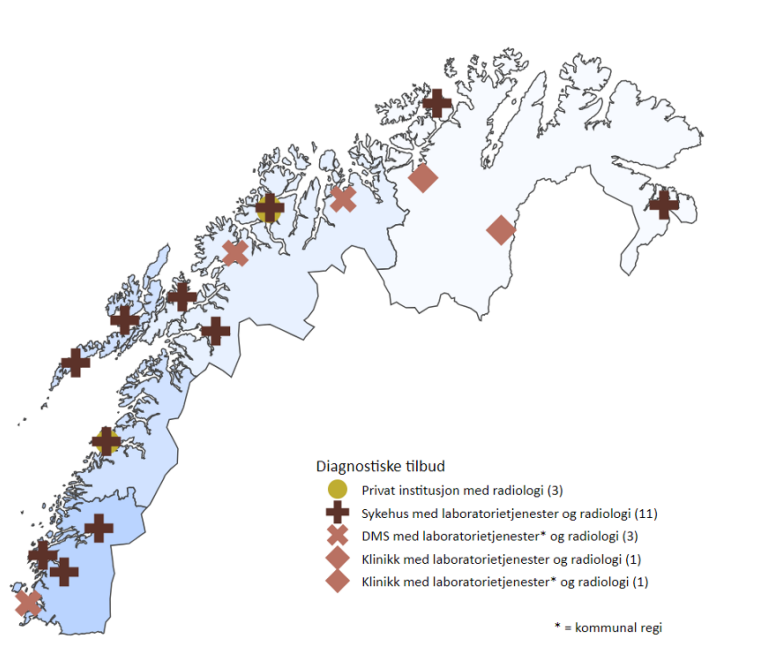 Diagnostiske tilbud
Privat institusjon med radiologi (3)
Sykehus med laboratorietjenester og radiologi (11)
DMS med laboratorietjenester* og radiologi (3)
Klinikk med laboratorietjenester og radiologi (1)
Klinikk med laboratorietjenester* og radiologi (1)
* = kommunal regi